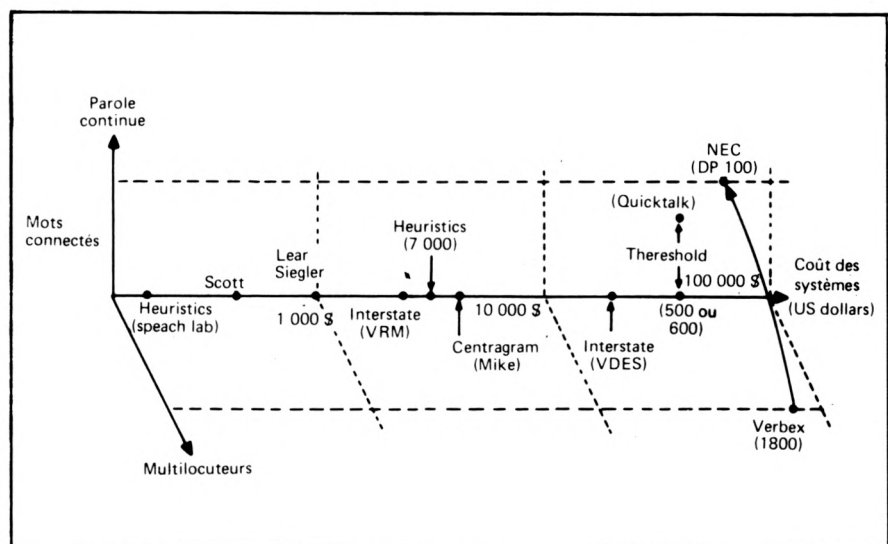 Parole
continue
NEC
(DP 100)
(Quicktalk)
Mots
connectés
Heuristics
(7 000)
Lear
Siegler
Scott
Thereshold
100 000 $
Coût des
systèmes
(US dollars)
Heuristics
(speach lab)
1 000 $
Interstate
(VRM)
10 000 $
(500 ou
600)
Centragram
(Mike)
Interstate
(VDES)
Verbex
(1800)
Multilocuteurs